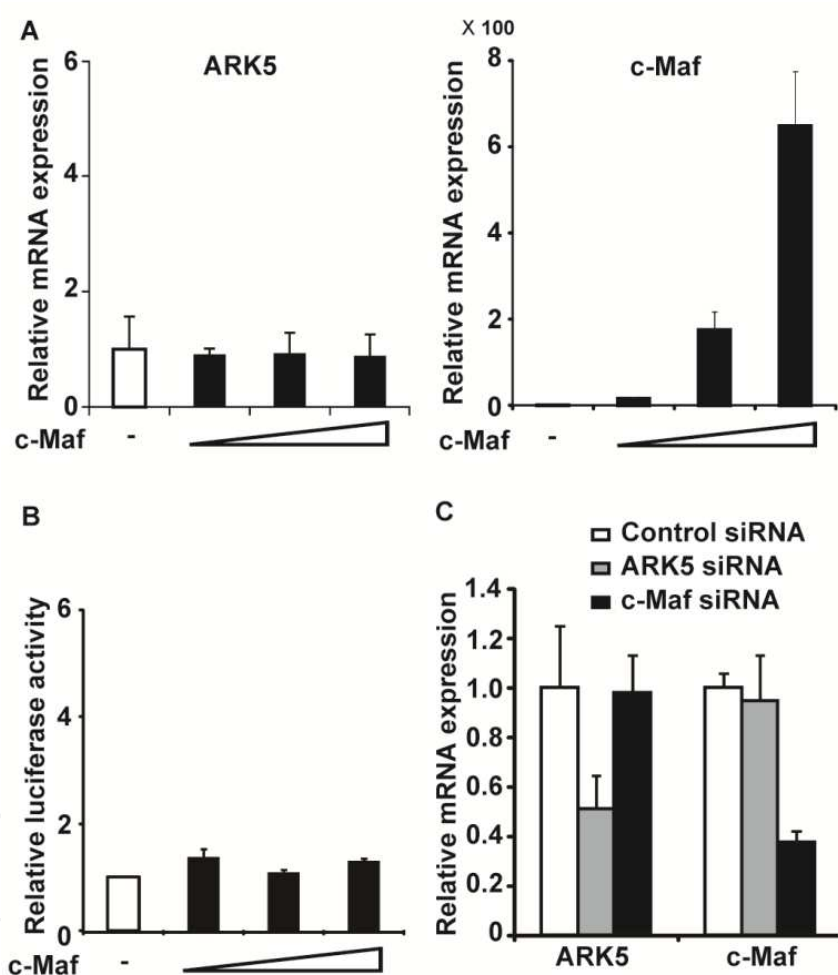 A
ARK5
Relative mRNA expression
6
4
2
0
c-Maf -
X 100
c-Maf
Relative mRNA expression
8
6
4
2
0
c-Maf -
B
Relative luciferase activity
6
4
2
0
c-Maf -
C
Control siRNA
ARK5 siRNA
c-Maf siRNA
Relative mRNA expression
1.4
1.2
1.0
0.8
0.6
0.4
0.2
0
ARK5 c-Maf